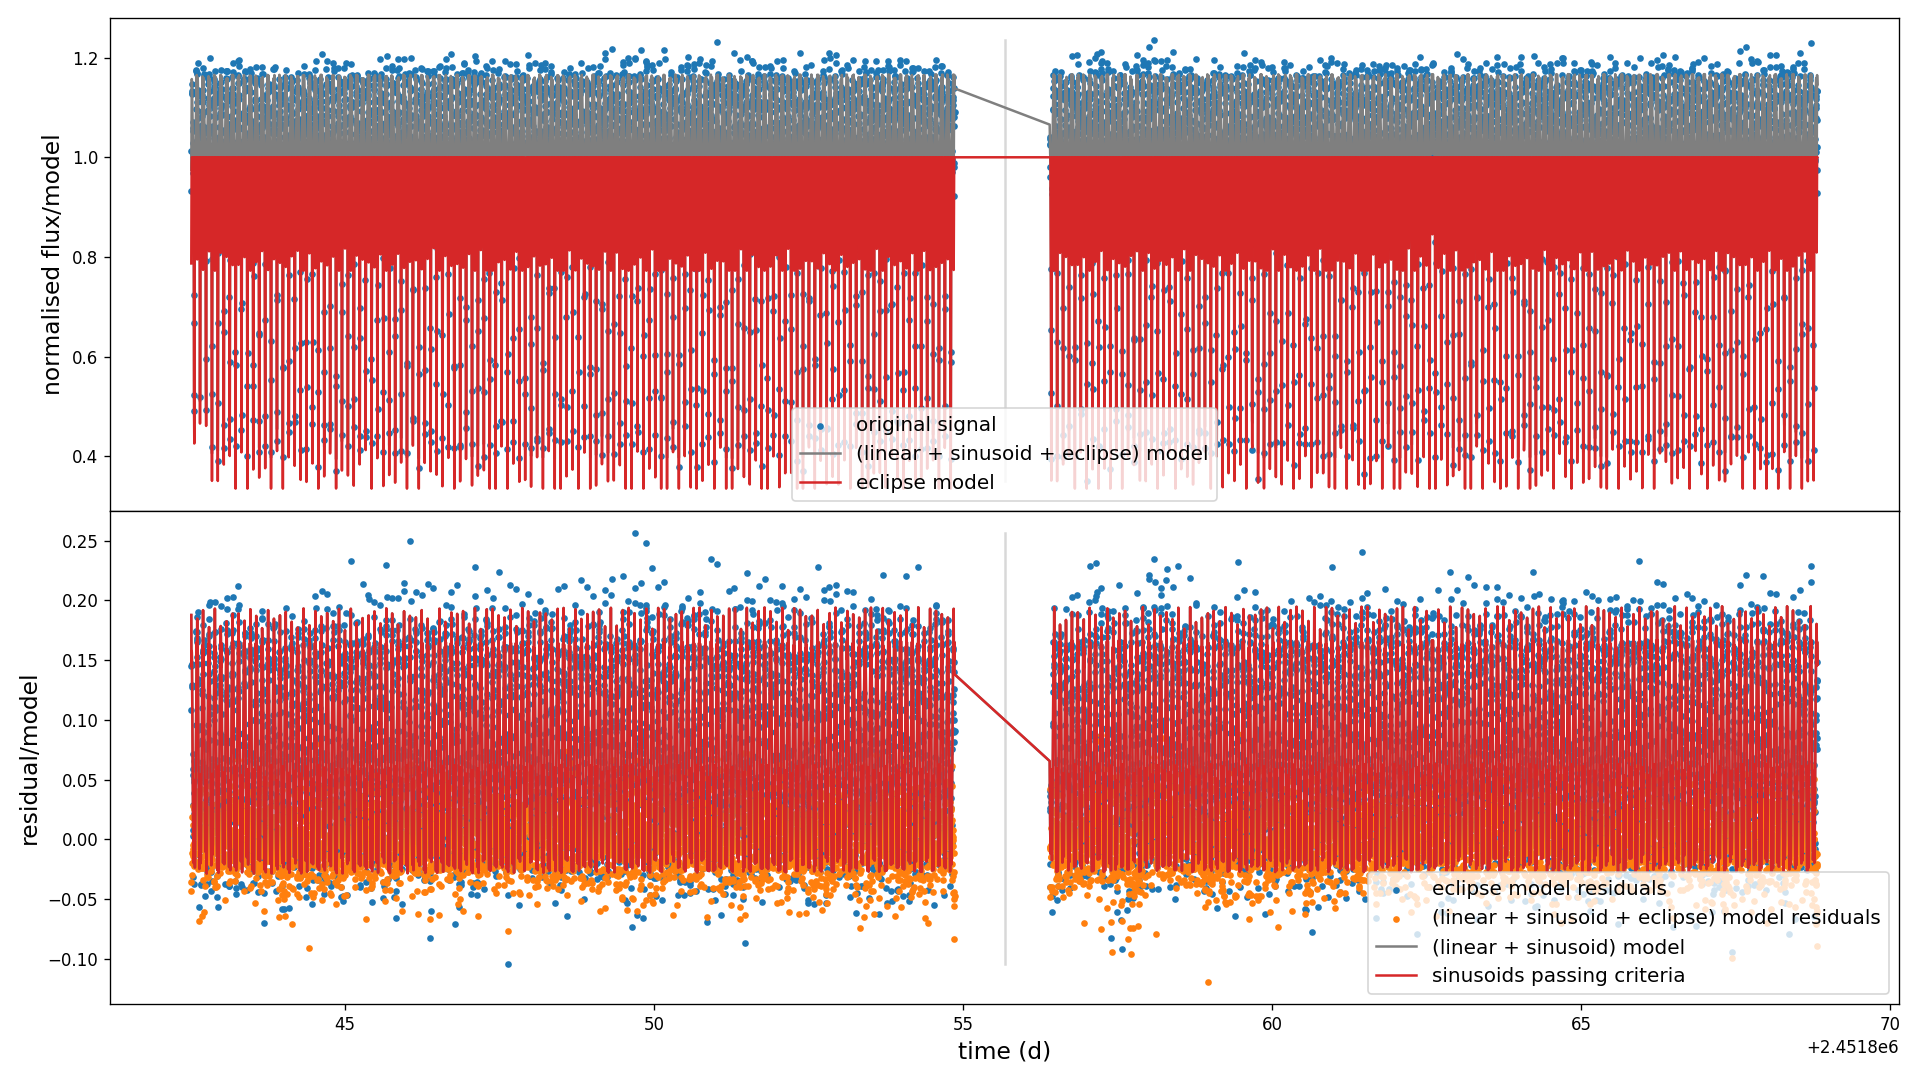 1.2
1.0
0.8
0.6
0.4
normalised flux/model
original signal
(linear + sinusoid + eclipse) model
eclipse model
0.25
0.20
0.15
0.10
0.05
0.00
−0.05
−0.10
residual/model
eclipse model residuals
(linear + sinusoid + eclipse) model residuals
(linear + sinusoid) model
sinusoids passing criteria
45 50 55 60 65 70
time (d)
+2.4518e6